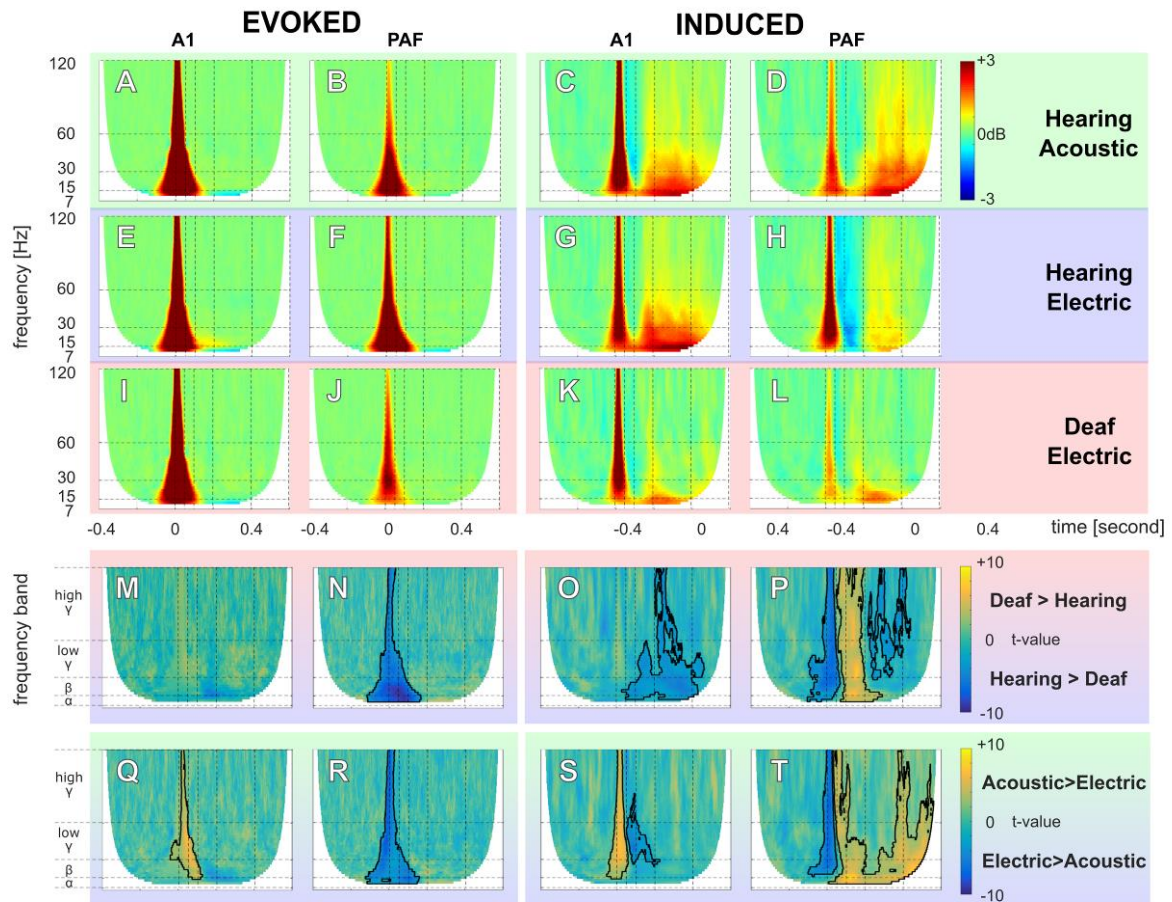 EVOKED INDUCED
A1 PAF A1 PAF
120 A B C D +3
60 0dB Hearing
30 Acoustic
15 -3
7
120 E F G H
60 Hearing
30 Electric
15
7
frequency [Hz]
120 I J K L
60 Deaf
30 Electric
15
7
-0.4 0 0.4 -0.3 0 0.4 -0.4 0 -0.4 0 0.4 time [second]
frequency band
M N O P +10
high γ Deaf > Hearing
low γ 0 t-value
β Hearing > Deaf
α -10
Q R S T +10
high γ Acoustic>Electric
low γ 0 t-value
β Electric>Acoustic
α -10